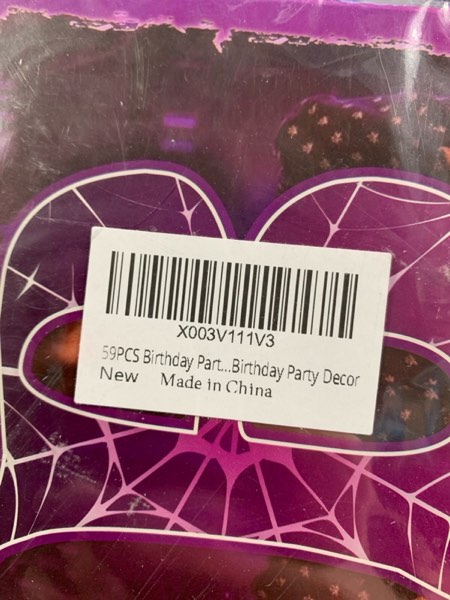 X003V111V3
59PCS Birthday Part...Birthday Party Decor
New Made in China